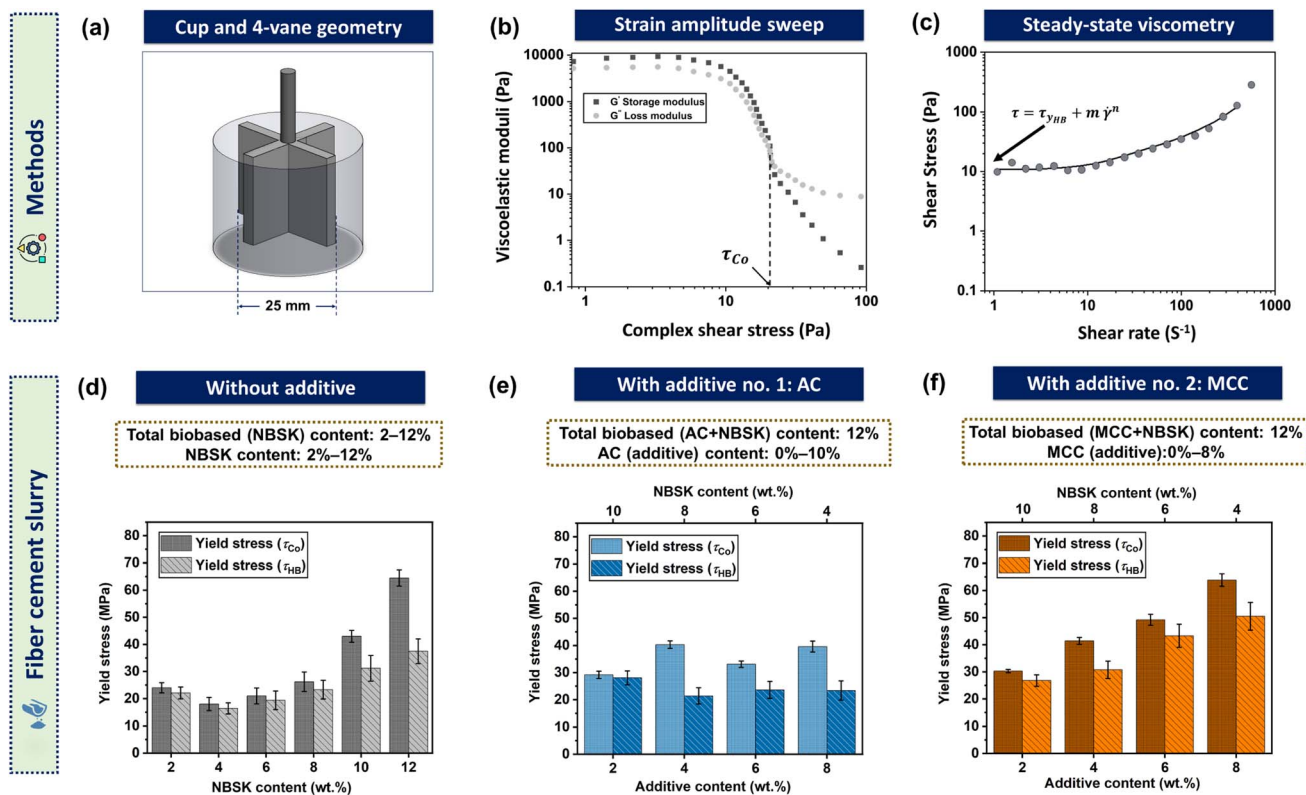 Methods
(a)
Cup and 4-vane geometry
25 mm
(b)
Strain amplitude sweep
Viscoelastic moduli (Pa)
10000
1000
100
10
1
0.1
G' Storage modulus
G'' Loss modulus
τ_Co
1
10
100
Complex shear stress (Pa)
(c)
Steady-state viscometry
Shear Stress (Pa)
1000
100
10
1
0.1
τ = τ_yHB + m γ̇ⁿ
1
10
100
1000
Shear rate (S⁻¹)
Fiber cement slurry
(d)
Without additive
Total biobased (NBSK) content: 2–12%
NBSK content: 2%–12%
Yield stress (MPa)
80
70
60
50
40
30
20
10
0
Yield stress (τCo)
Yield stress (τHB)
2
4
6
8
10
12
NBSK content (wt.%)
(e)
With additive no. 1: AC
Total biobased (AC+NBSK) content: 12%
AC (additive) content: 0%–10%
NBSK content (wt.%)
10
8
6
4
Yield stress (MPa)
80
70
60
50
40
30
20
10
0
Yield stress (τCo)
Yield stress (τHB)
2
4
6
8
Additive content (wt.%)
(f)
With additive no. 2: MCC
Total biobased (MCC+NBSK) content: 12%
MCC (additive):0%–8%
NBSK content (wt.%)
10
8
6
4
Yield stress (MPa)
80
70
60
50
40
30
20
10
0
Yield stress (τCo)
Yield stress (τHB)
2
4
6
8
Additive content (wt.%)